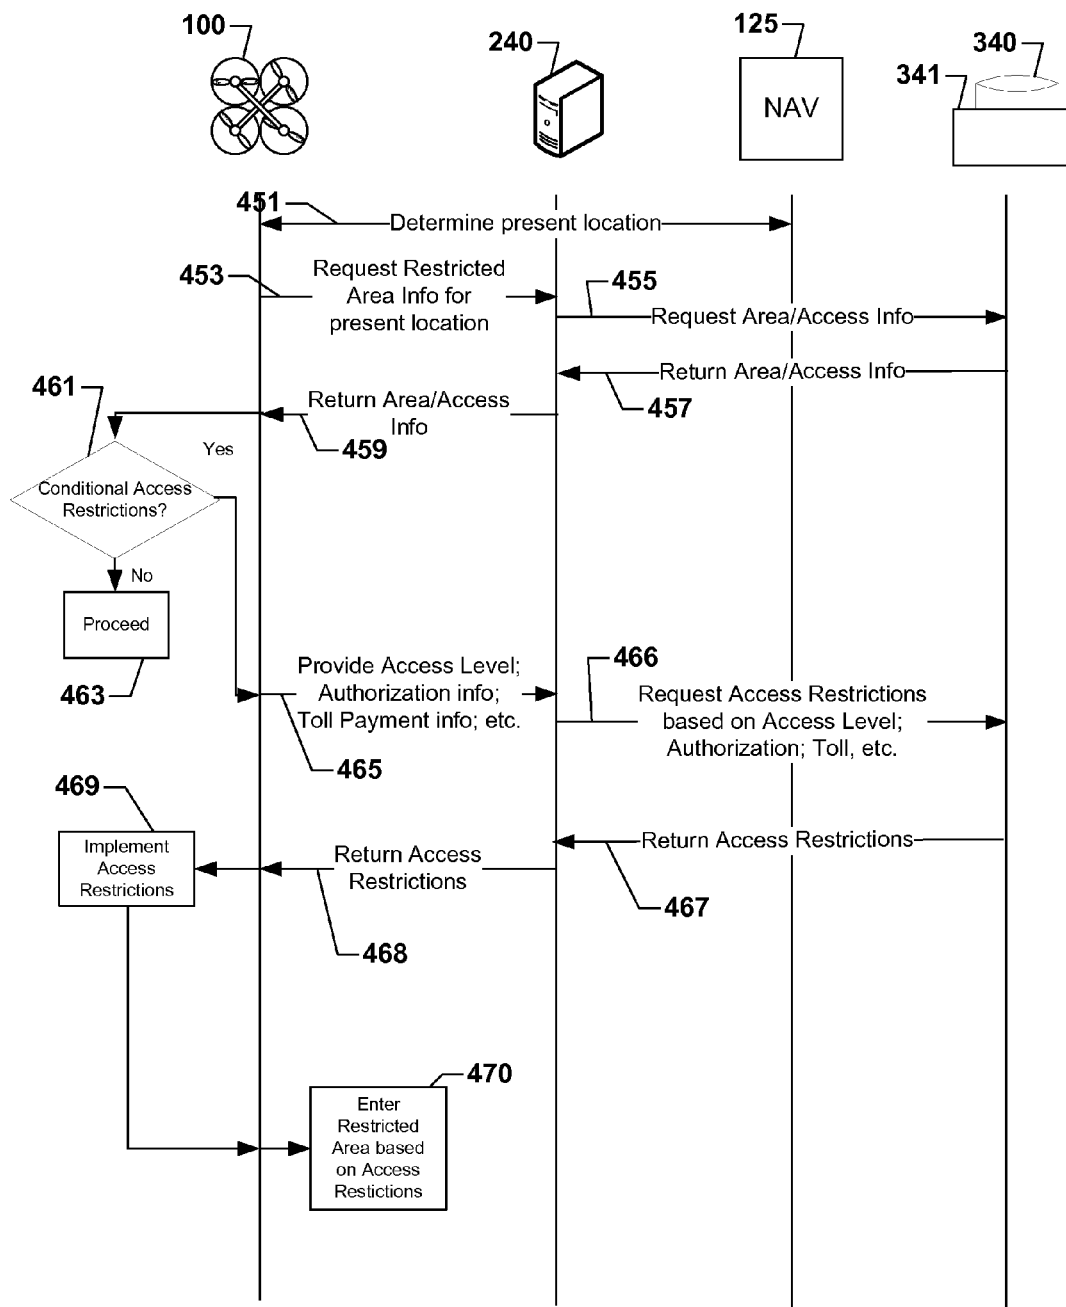 100
240
125
340
341
NAV
451
Determine present location
453
Request Restricted
Area Info for
present location
455
Request Area/Access Info
Return Area/Access Info
457
461
Return Area/Access
Info
459
Yes
Conditional Access
Restrictions?
No
Proceed
463
Provide Access Level;
Authorization info;
Toll Payment info; etc.
465
466
Request Access Restrictions
based on Access Level;
Authorization; Toll, etc.
469
Implement
Access
Restrictions
Return Access Restrictions
467
Return Access
Restrictions
468
470
Enter
Restricted
Area based
on Access
Restictions